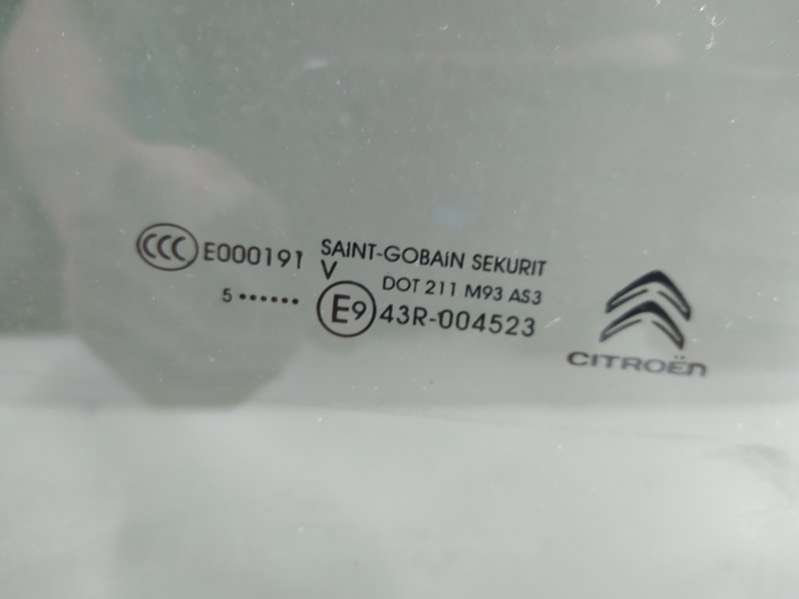 CCC E000191 SAINT-GOBAIN SEKURIT
V
DOT 211 M93 AS3
5 •••••• E9 43R-004523
CITROËN